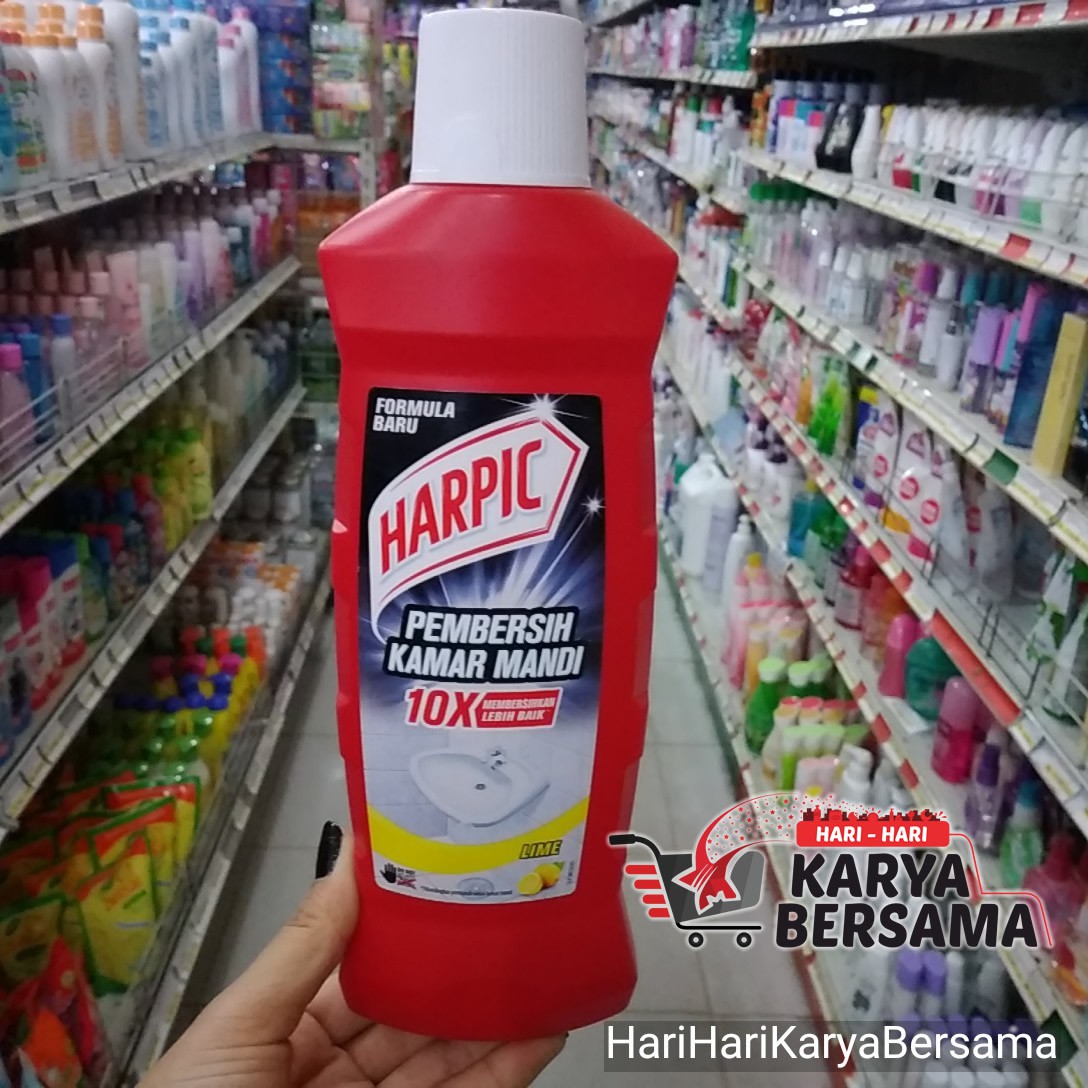 FORMULA
BARU
HARPIC
PEMBERSIH
KAMAR MANDI
10X MEMBERSIHKAN
LEBIH BAIK
LIME
HARI - HARI
KARYA
BERSAMA
HariHariKaryaBersama